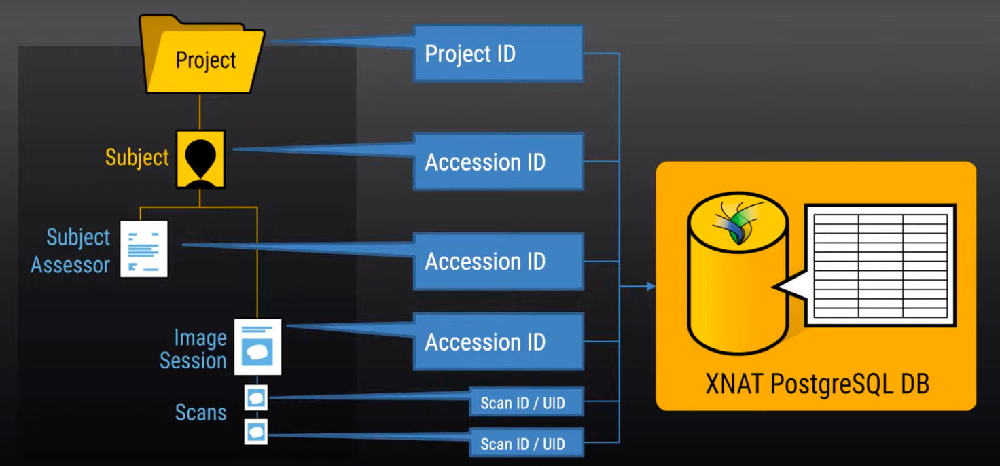 Project
Project ID
Subject
Accession ID
Subject
Assessor
Accession ID
Image
Session
Accession ID
Scans
Scan ID / UID
Scan ID / UID
XNAT PostgreSQL DB